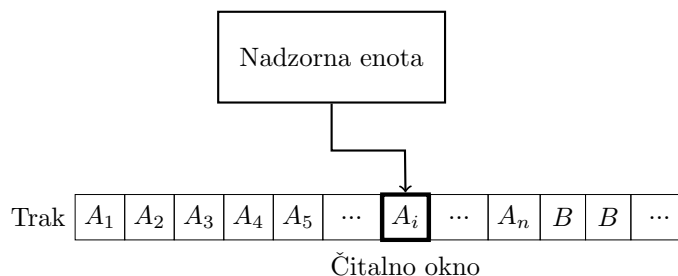 Nadzorna enota
Trak A₁ A₂ A₃ A₄ A₅ ... Aᵢ ... Aₙ B B ...
Čitalno okno